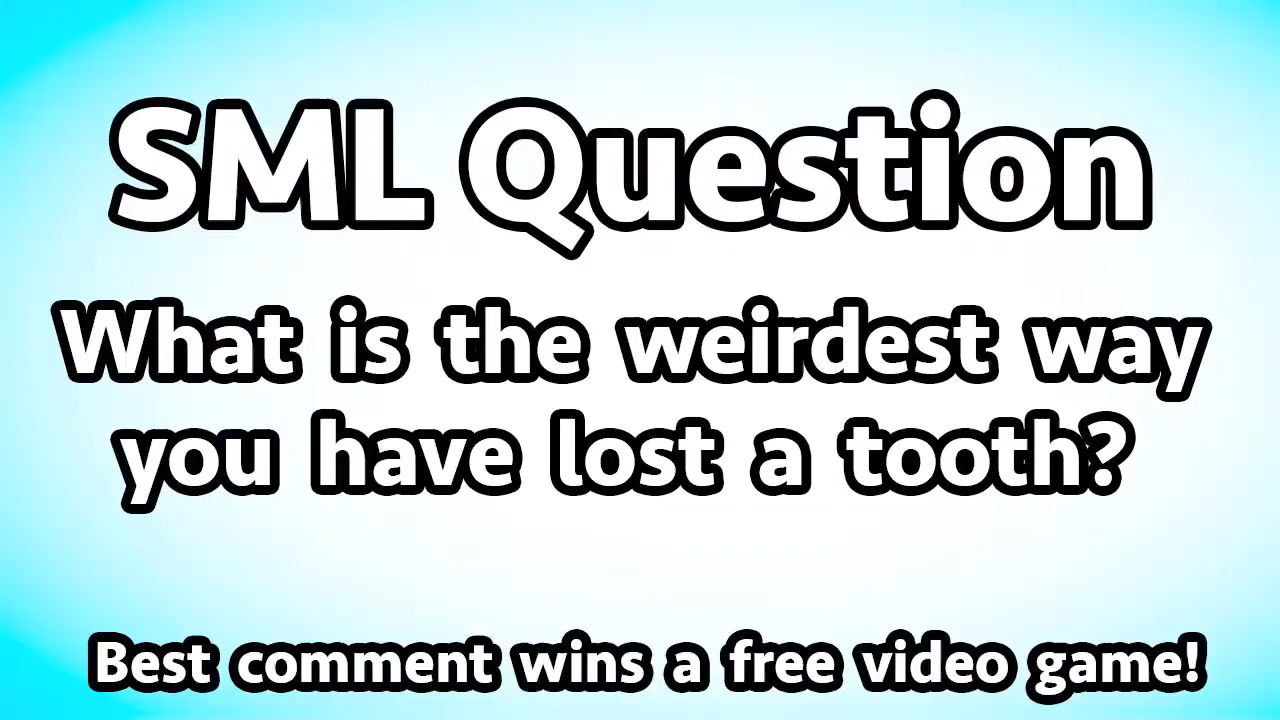 SML Question
What is the weirdest way
you have lost a tooth?
Best comment wins a free video game!